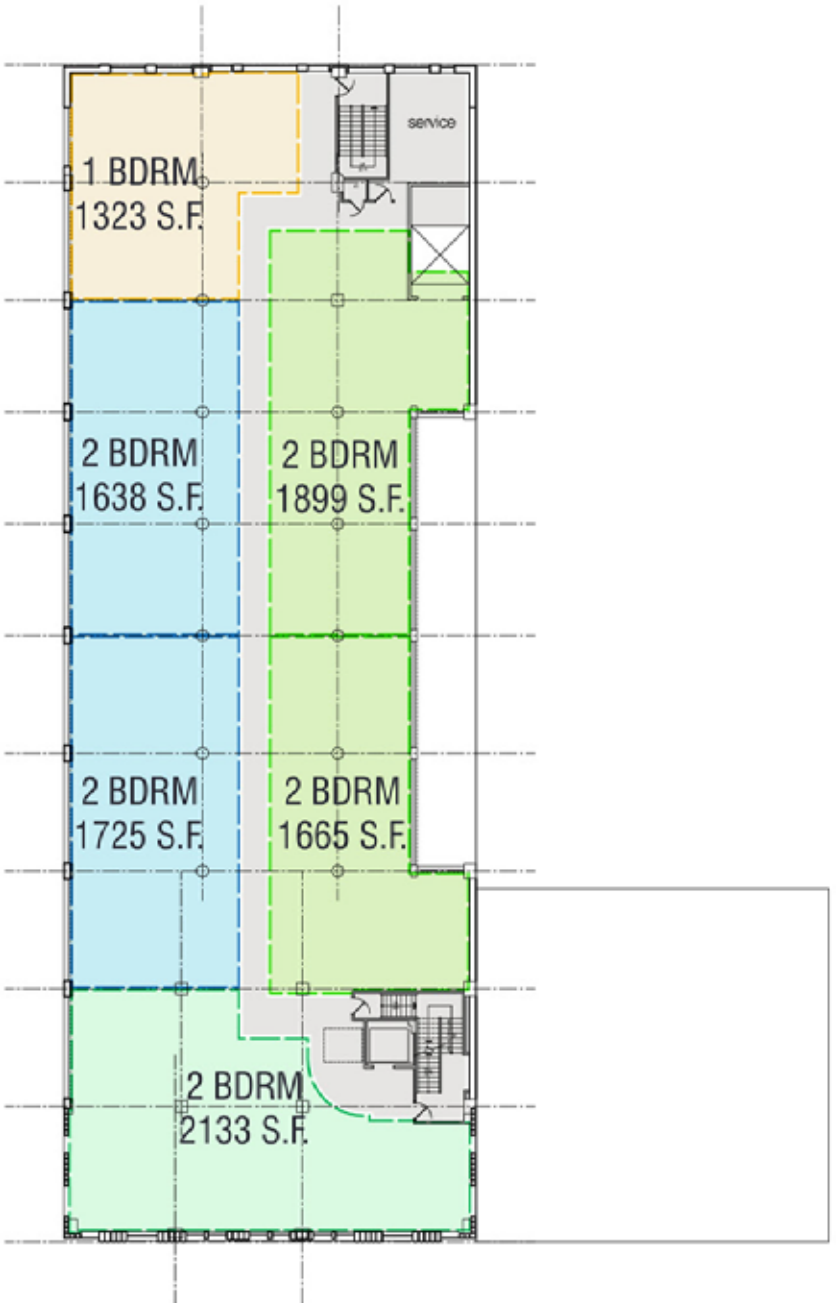 service
1 BDRM
1323 S.F.
2 BDRM
1638 S.F.
2 BDRM
1899 S.F.
2 BDRM
1725 S.F.
2 BDRM
1665 S.F.
2 BDRM
2133 S.F.